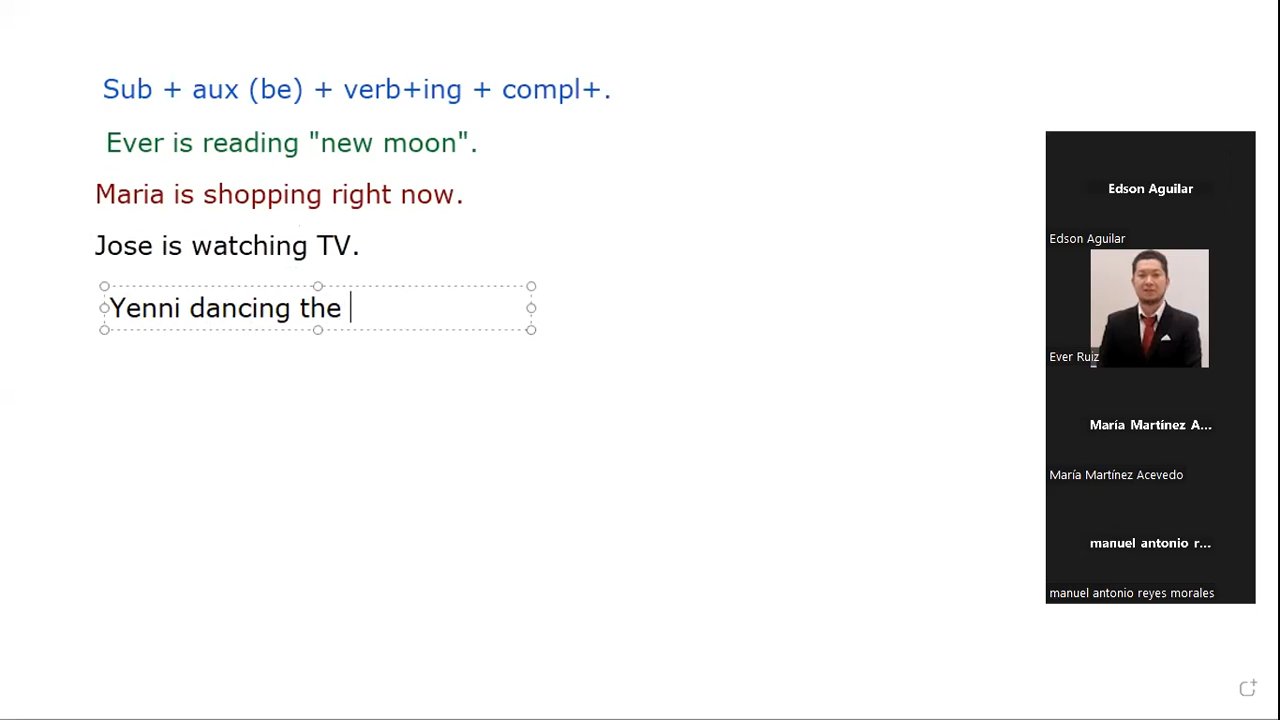 Sub + aux (be) + verb+ing + compl+.
Ever is reading "new moon".
Maria is shopping right now.
Jose is watching TV.
Yenni dancing the
Edson Aguilar
Edson Aguilar
Ever Ruiz
María Martínez A...
María Martínez Acevedo
manuel antonio r...
manuel antonio reyes morales